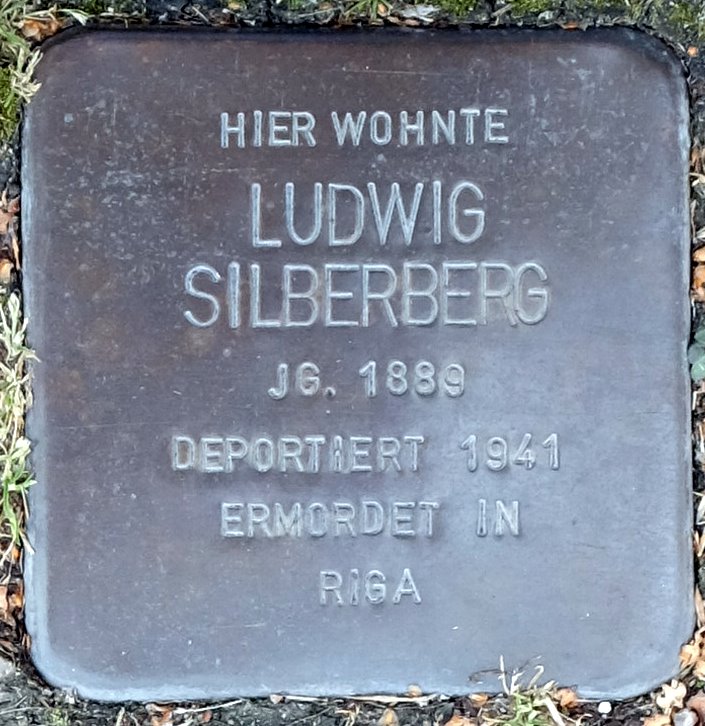 HIER WOHNTE
LUDWIG
SILBERBERG
JG. 1889
DEPORTIERT 1941
ERMORDET IN
RIGA